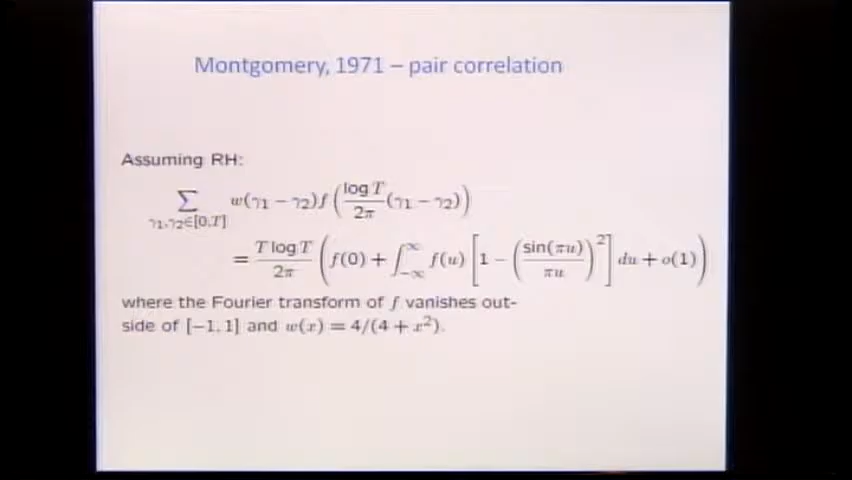 Montgomery, 1971 – pair correlation
Assuming RH:
∑_{γ₁,γ₂∈[0,T]} w(γ₁ − γ₂)f( (log T)/(2π) (γ₁ − γ₂) )
= (T log T)/(2π) ( f(0) + ∫_{−∞}^{∞} f(u) [ 1 − ( sin(πu)/(πu) )² ] du + o(1) )
where the Fourier transform of f vanishes out-
side of [−1, 1] and w(x) = 4/(4 + x²).